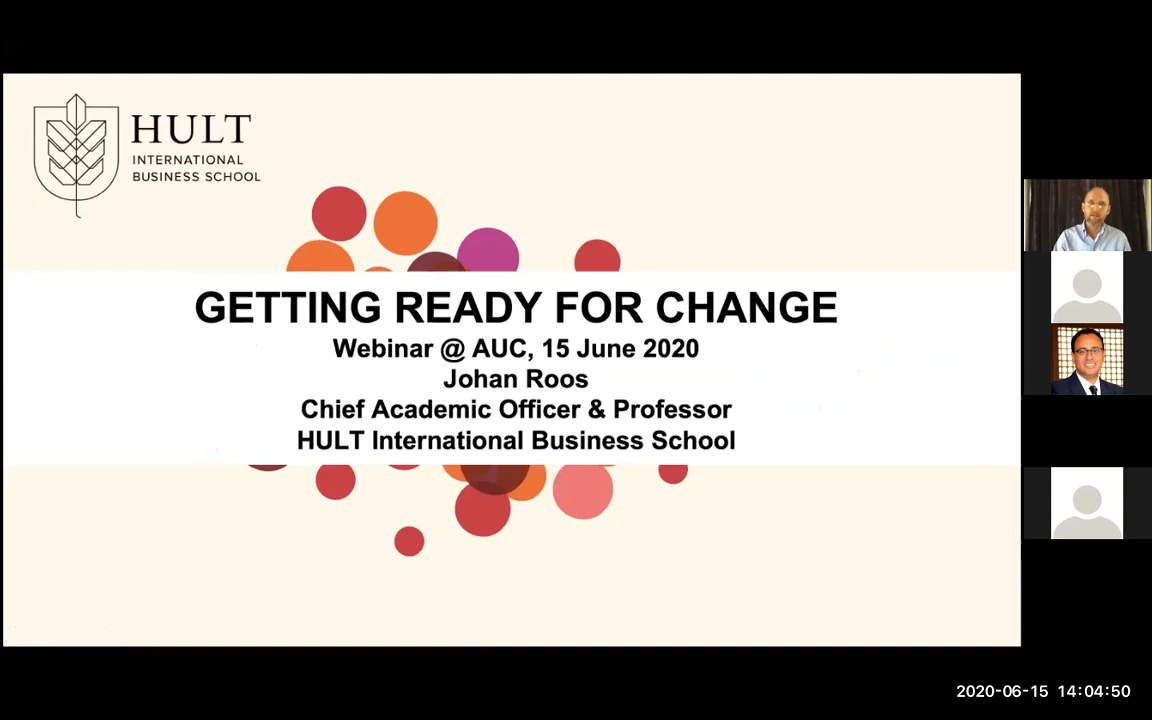 HULT
INTERNATIONAL
BUSINESS SCHOOL
GETTING READY FOR CHANGE
Webinar @ AUC, 15 June 2020
Johan Roos
Chief Academic Officer & Professor
HULT International Business School
2020-06-15 14:04:50